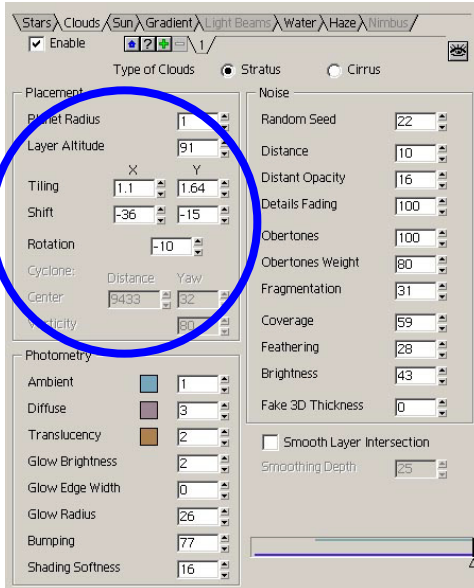 Stars Clouds Sun Gradient Light Beams Water Haze Nimbus
Enable ? 1
Type of Clouds Stratus Cirrus
Placement
Planet Radius 1
Layer Altitude 91
X Y
Tiling 1.1 1.64
Shift -36 -15
Rotation -10
Cyclone: Distance Yaw
Center 9433 32
Verticity 80
Photometry
Ambient 1
Diffuse 3
Translucency 2
Glow Brightness 2
Glow Edge Width 0
Glow Radius 26
Bumping 77
Shading Softness 16
Noise
Random Seed 22
Distance 10
Distant Opacity 16
Details Fading 100
Obertones 100
Obertones Weight 80
Fragmentation 31
Coverage 59
Feathering 28
Brightness 43
Fake 3D Thickness 0
Smooth Layer Intersection
Smoothing Depth 25